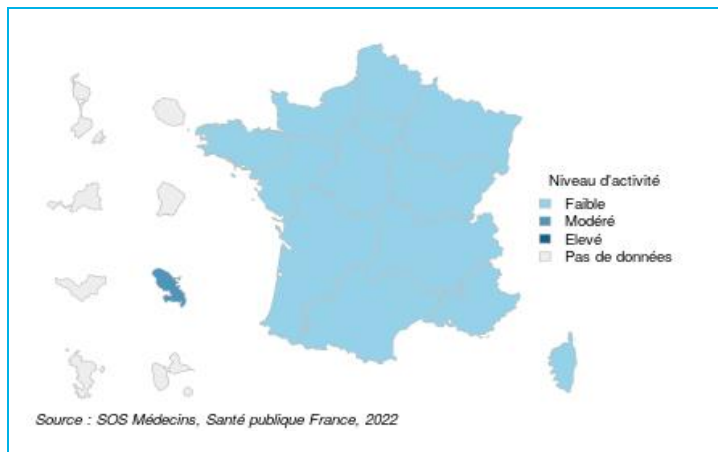 Niveau d'activité
Faible
Modéré
Elevé
Pas de données
Source : SOS Médecins, Santé publique France, 2022